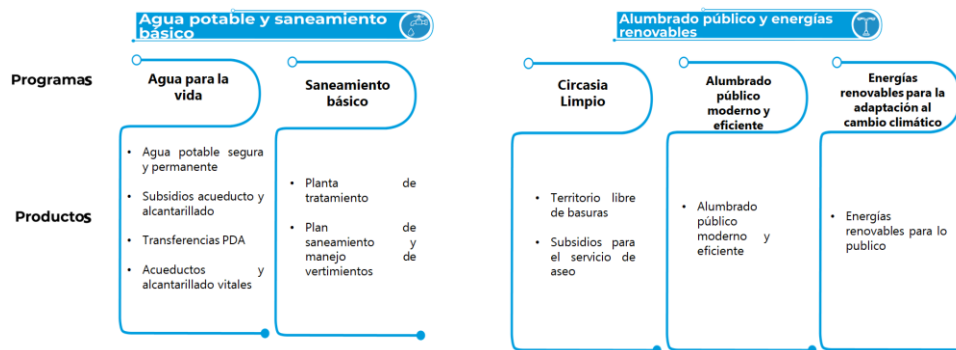 Agua potable y saneamiento
básico
Alumbrado público y energías
renovables
Programas
Agua para la
vida
Saneamiento
básico
Circasia
Limpio
Alumbrado
público
moderno y
eficiente
Energías
renovables para la
adaptación al
cambio climático
Productos
• Agua potable segura
y permanente
• Subsidios acueducto y
alcantarillado
• Transferencias PDA
• Acueductos y
alcantarillado vitales
• Planta de
tratamiento
• Plan de
saneamiento y
manejo de
vertimientos
• Territorio libre
de basuras
• Subsidios para
el servicio de
aseo
• Alumbrado
público
moderno y
eficiente
• Energías
renovables para lo
publico